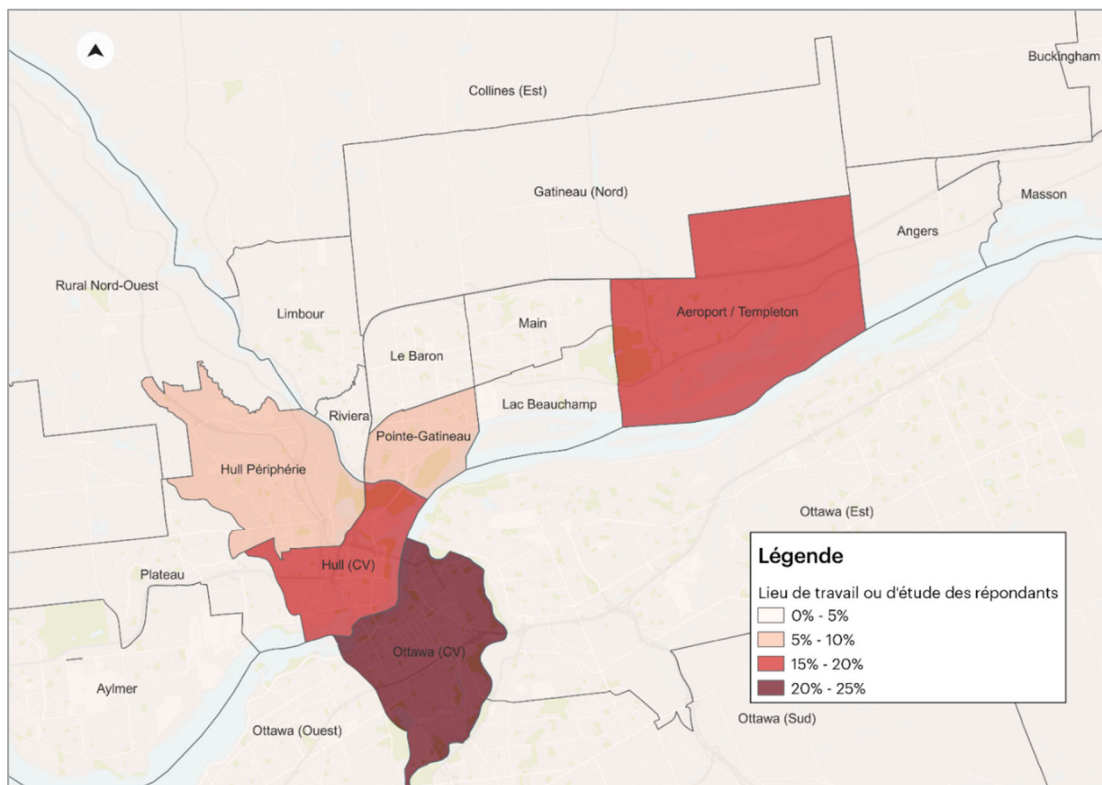 Buckingham
Collines (Est)
Gatineau (Nord)
Masson
Angers
Rural Nord-Ouest
Limbour
Main
Aeroport / Templeton
Le Baron
Riviera
Lac Beauchamp
Pointe-Gatineau
Hull Périphérie
Ottawa (Est)
Hull (CV)
Plateau
Ottawa (CV)
Aylmer
Ottawa (Ouest)
Ottawa (Sud)
Légende
Lieu de travail ou d'étude des répondants
0% - 5%
5% - 10%
15% - 20%
20% - 25%